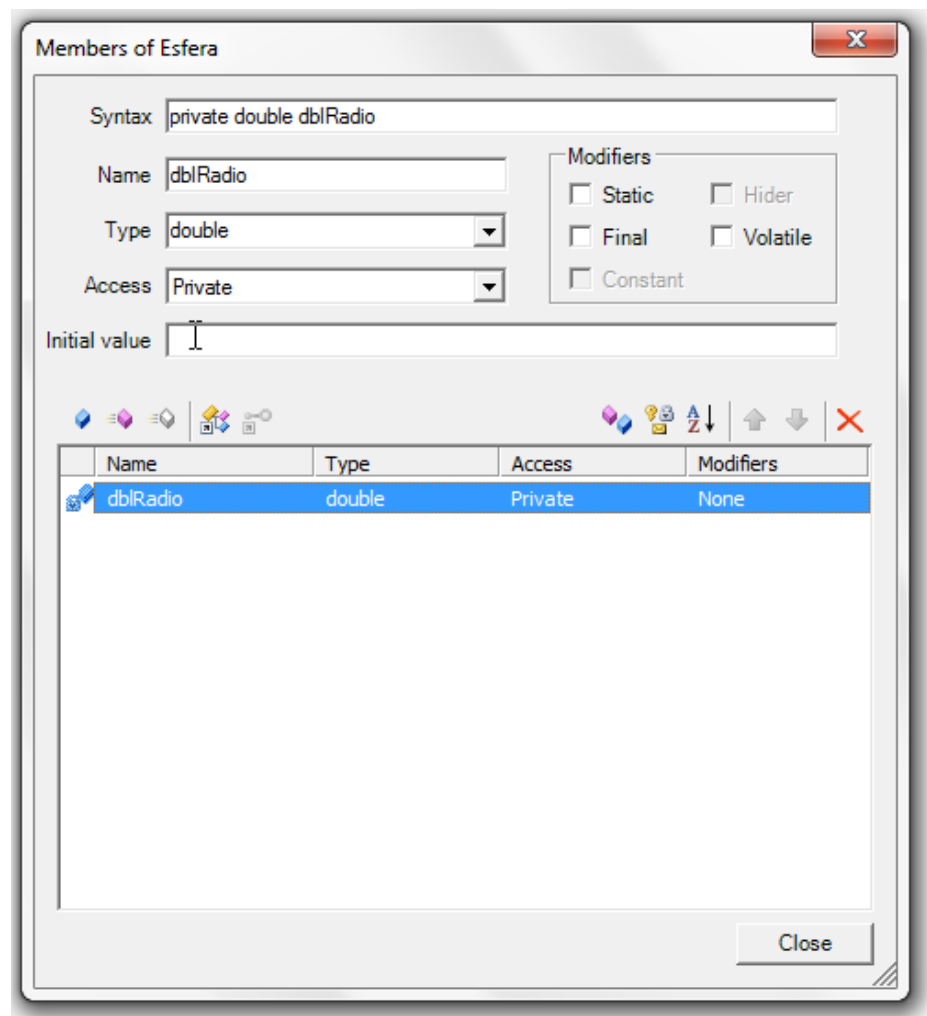 Members of Esfera
Syntax private double dblRadio
Name dblRadio
Modifiers
Static Hider
Type double
Final Volatile
Access Private
Constant
Initial value
Name Type Access Modifiers
dblRadio double Private None
Close